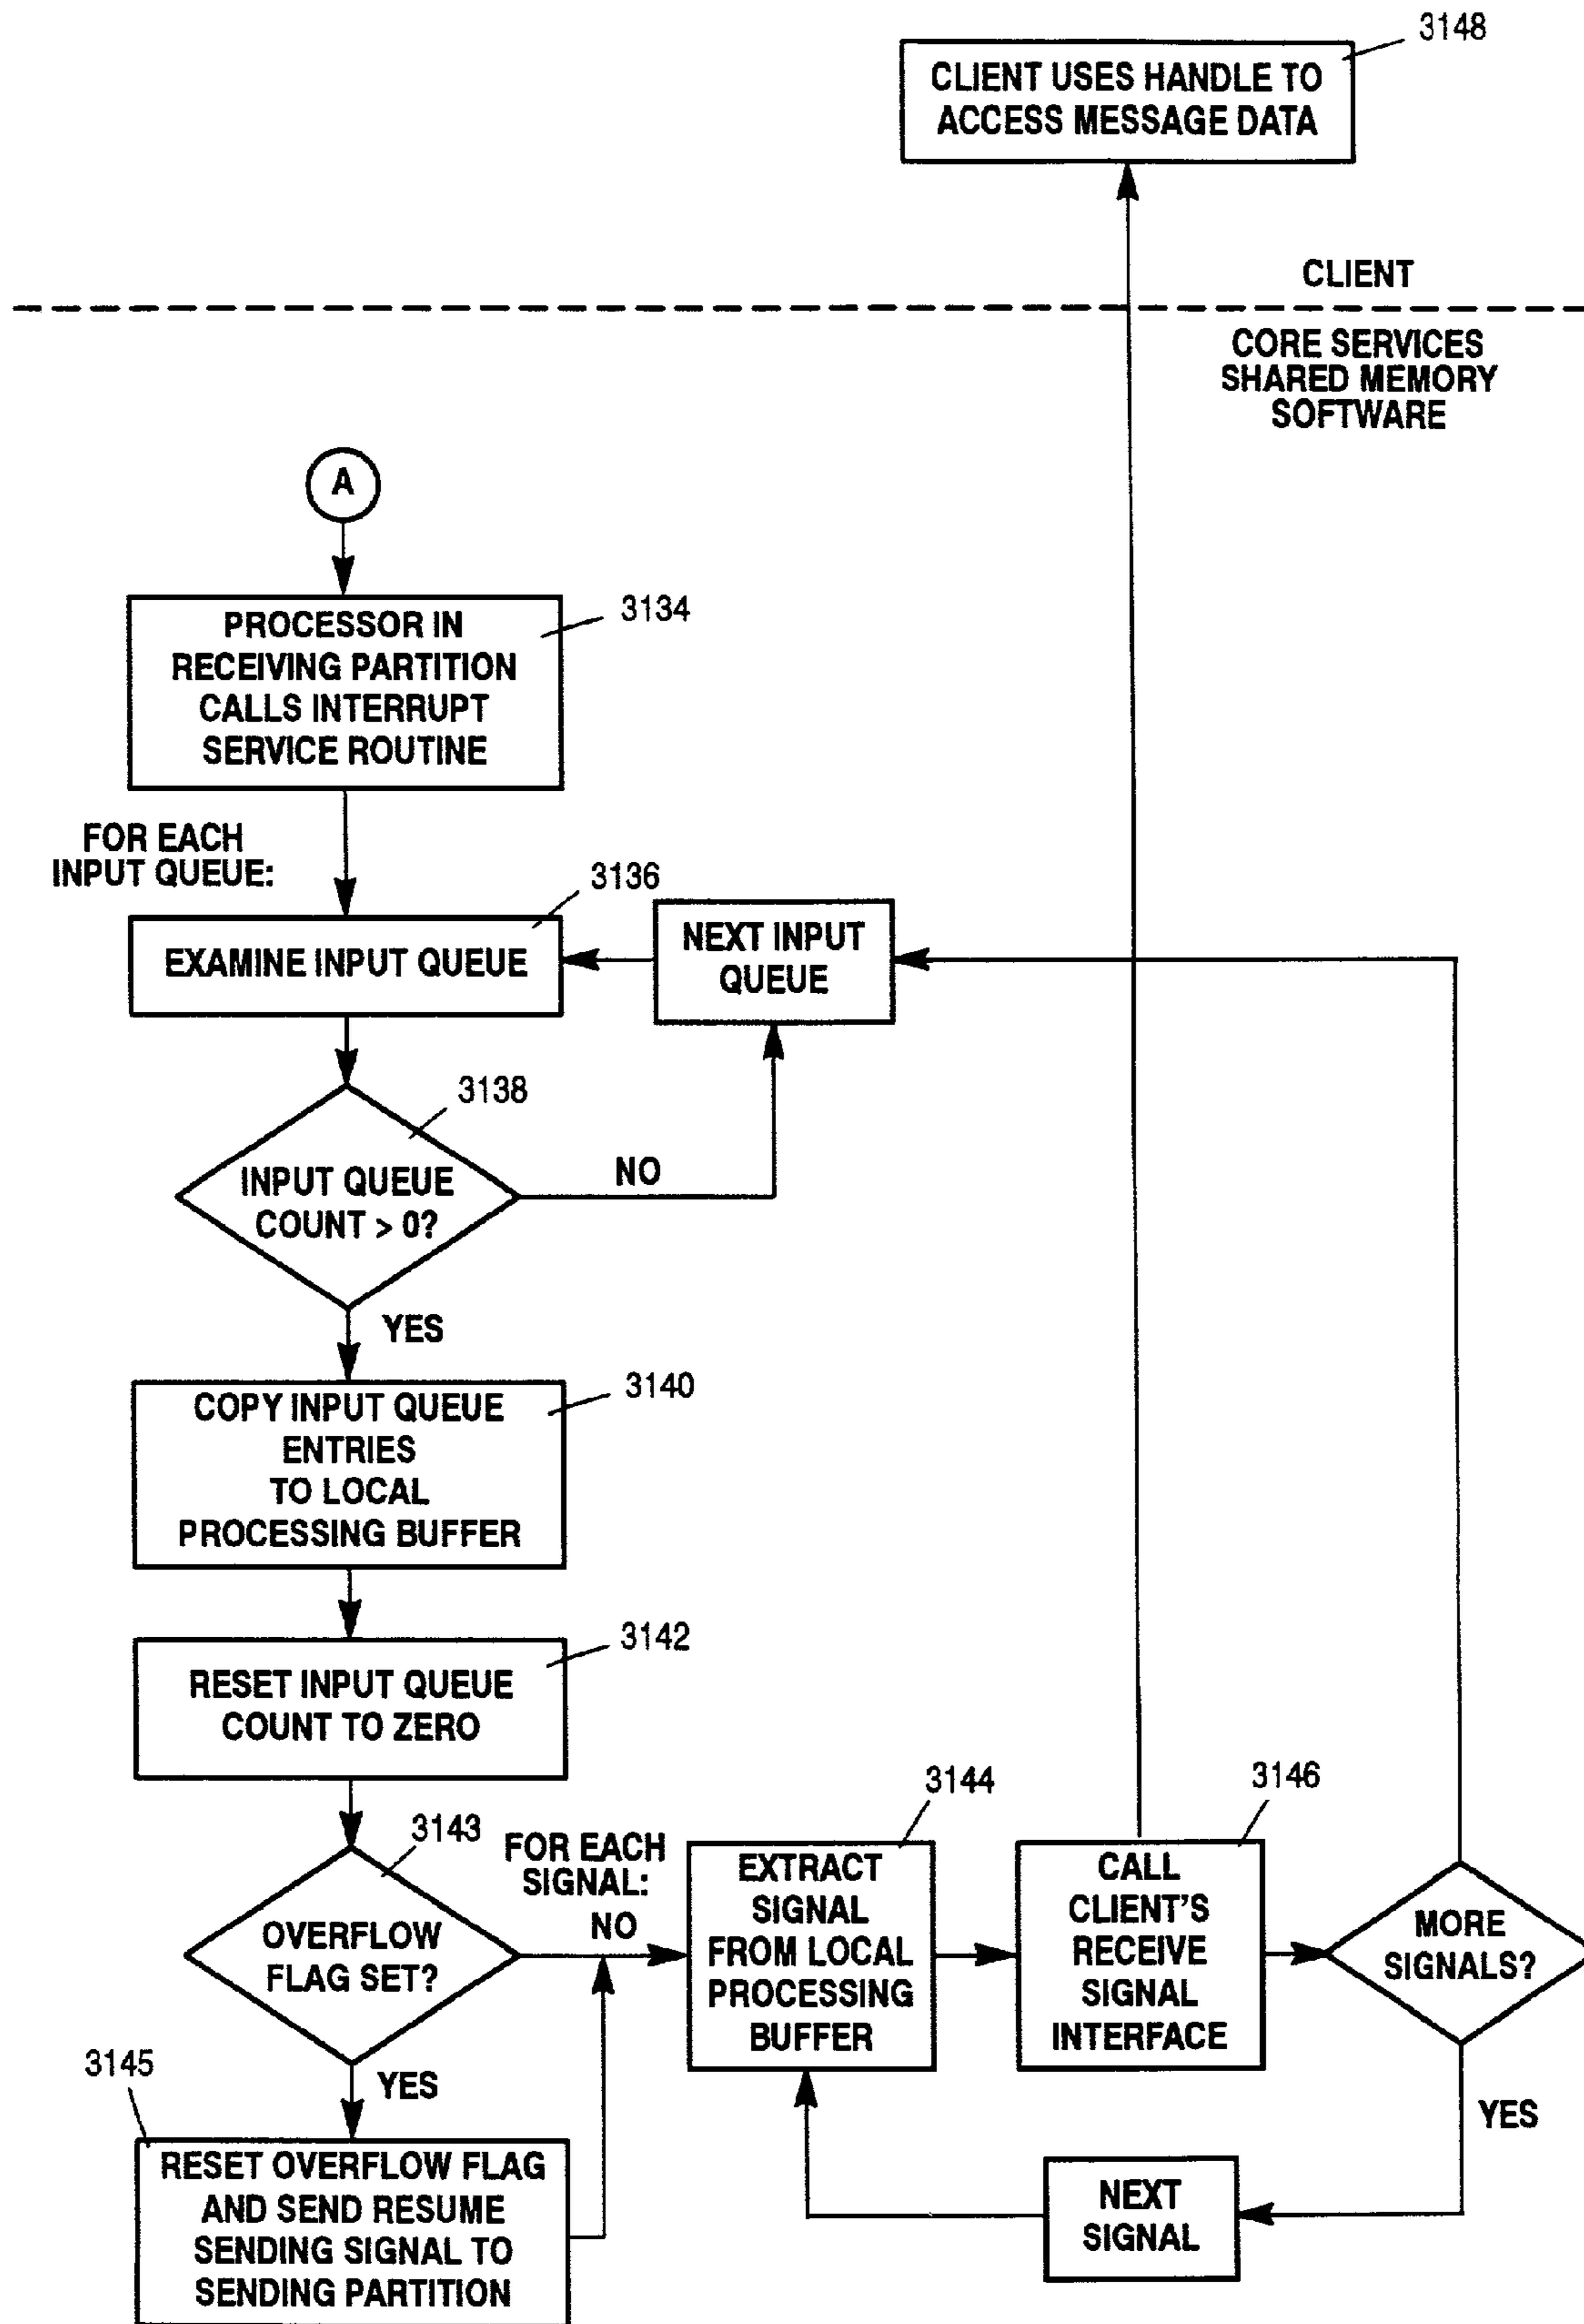 3148
CLIENT USES HANDLE TO
ACCESS MESSAGE DATA
CLIENT
CORE SERVICES
SHARED MEMORY
SOFTWARE
A
3134
PROCESSOR IN
RECEIVING PARTITION
CALLS INTERRUPT
SERVICE ROUTINE
FOR EACH
INPUT QUEUE:
3136
EXAMINE INPUT QUEUE
NEXT INPUT
QUEUE
3138
INPUT QUEUE
COUNT > 0?
NO
YES
3140
COPY INPUT QUEUE
ENTRIES
TO LOCAL
PROCESSING BUFFER
3142
RESET INPUT QUEUE
COUNT TO ZERO
3143
OVERFLOW
FLAG SET?
FOR EACH
SIGNAL:
NO
YES
3145
RESET OVERFLOW FLAG
AND SEND RESUME
SENDING SIGNAL TO
SENDING PARTITION
3144
EXTRACT
SIGNAL
FROM LOCAL
PROCESSING
BUFFER
3146
CALL
CLIENT'S
RECEIVE
SIGNAL
INTERFACE
MORE
SIGNALS?
YES
NEXT
SIGNAL